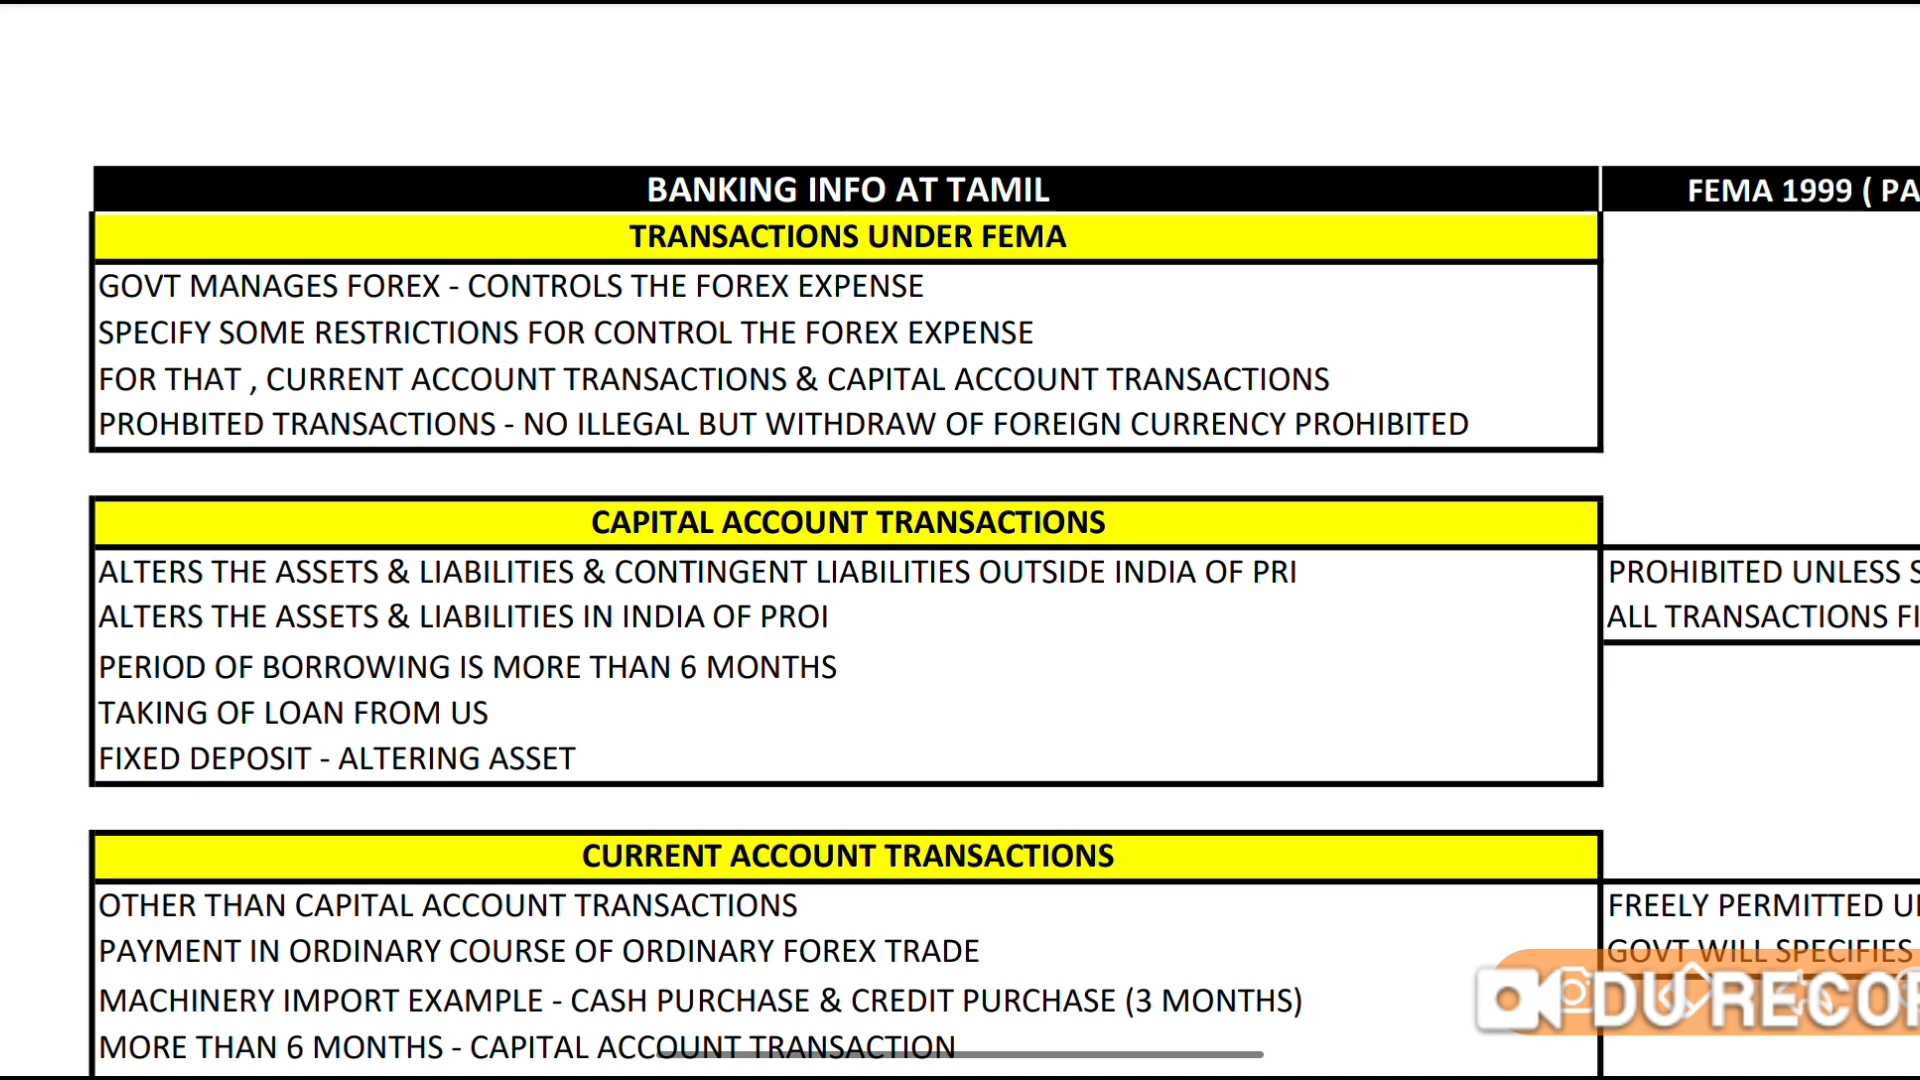 BANKING INFO AT TAMIL
FEMA 1999 ( PA
TRANSACTIONS UNDER FEMA
GOVT MANAGES FOREX - CONTROLS THE FOREX EXPENSE
SPECIFY SOME RESTRICTIONS FOR CONTROL THE FOREX EXPENSE
FOR THAT , CURRENT ACCOUNT TRANSACTIONS & CAPITAL ACCOUNT TRANSACTIONS
PROHBITED TRANSACTIONS - NO ILLEGAL BUT WITHDRAW OF FOREIGN CURRENCY PROHIBITED
CAPITAL ACCOUNT TRANSACTIONS
ALTERS THE ASSETS & LIABILITIES & CONTINGENT LIABILITIES OUTSIDE INDIA OF PRI
PROHIBITED UNLESS S
ALTERS THE ASSETS & LIABILITIES IN INDIA OF PROI
ALL TRANSACTIONS FI
PERIOD OF BORROWING IS MORE THAN 6 MONTHS
TAKING OF LOAN FROM US
FIXED DEPOSIT - ALTERING ASSET
CURRENT ACCOUNT TRANSACTIONS
OTHER THAN CAPITAL ACCOUNT TRANSACTIONS
FREELY PERMITTED U
PAYMENT IN ORDINARY COURSE OF ORDINARY FOREX TRADE
GOVT WILL SPECIFIES
MACHINERY IMPORT EXAMPLE - CASH PURCHASE & CREDIT PURCHASE (3 MONTHS)
DU RECOR
MORE THAN 6 MONTHS - CAPITAL ACCOUNT TRANSACTION